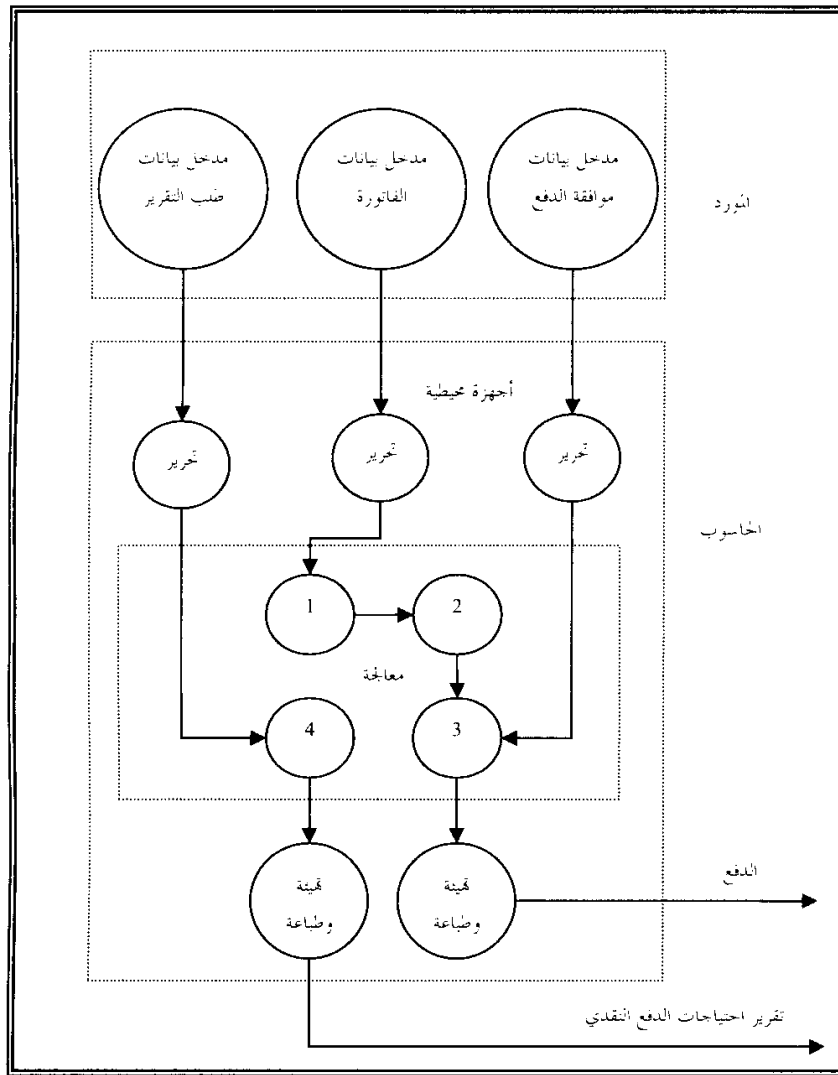 مدخل بيانات
موافقة الدفع
مدخل بيانات
الفاتورة
مدخل بيانات
طلب التقرير
المورد
أجهزة محيطية
تحرير
تحرير
تحرير
الحاسوب
1
2
معالجة
4
3
تهيئة
وطباعة
تهيئة
وطباعة
الدفع
تقرير احتياجات الدفع النقدي